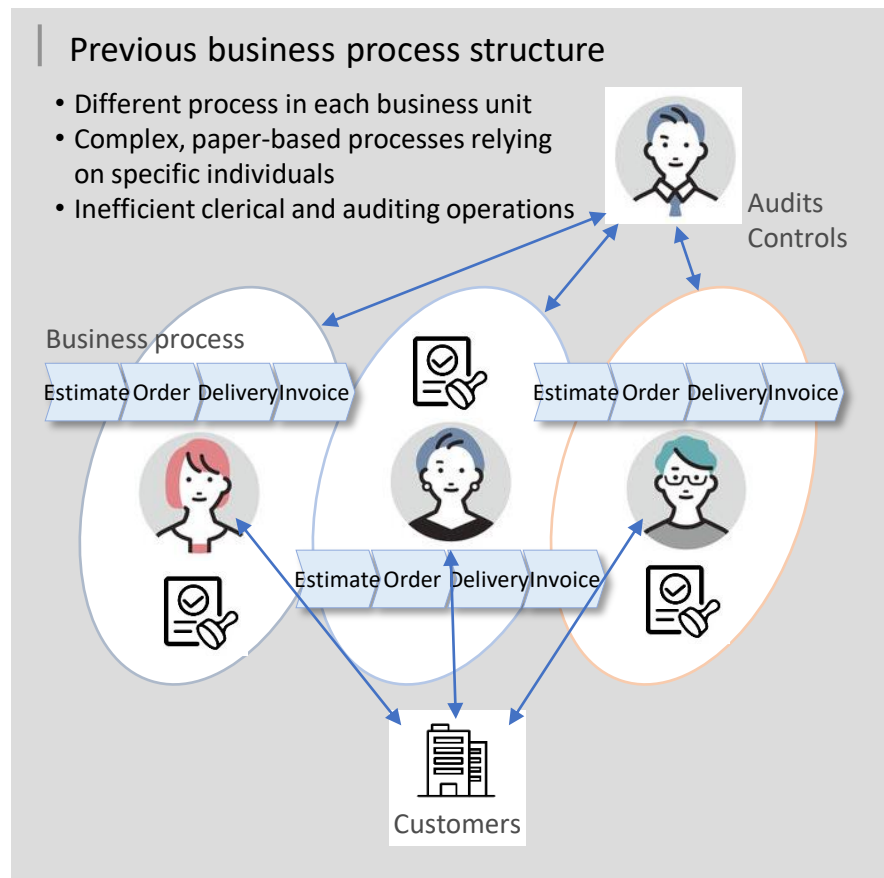 Previous business process structure
• Different process in each business unit
• Complex, paper-based processes relying
on specific individuals
• Inefficient clerical and auditing operations
Audits
Controls
Business process
Estimate Order Delivery Invoice
Estimate Order Delivery Invoice
Estimate Order Delivery Invoice
Customers